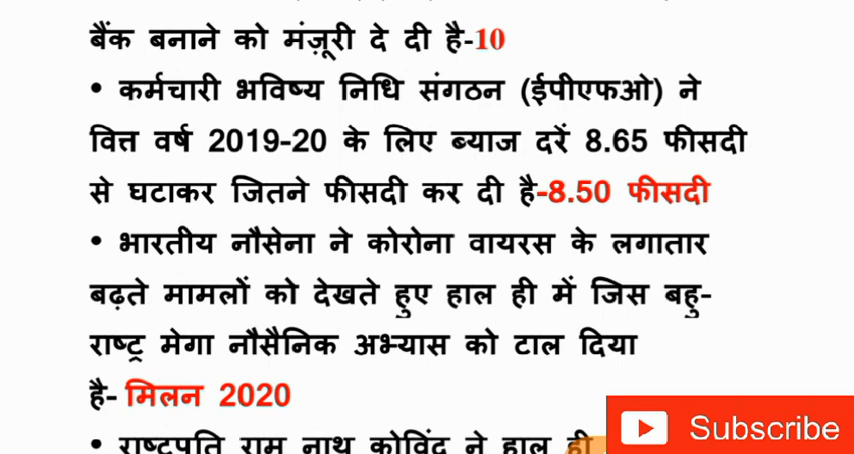 बैंक बनाने को मंज़ूरी दे दी है-10
• कर्मचारी भविष्य निधि संगठन (ईपीएफओ) ने
वित्त वर्ष 2019-20 के लिए ब्याज दरें 8.65 फीसदी
से घटाकर जितने फीसदी कर दी है-8.50 फीसदी
• भारतीय नौसेना ने कोरोना वायरस के लगातार
बढ़ते मामलों को देखते हुए हाल ही में जिस बहु-
राष्ट्र मेगा नौसैनिक अभ्यास को टाल दिया
है- मिलन 2020
• राष्ट्रपति राम नाथ कोविंद ने हाल ही
Subscribe